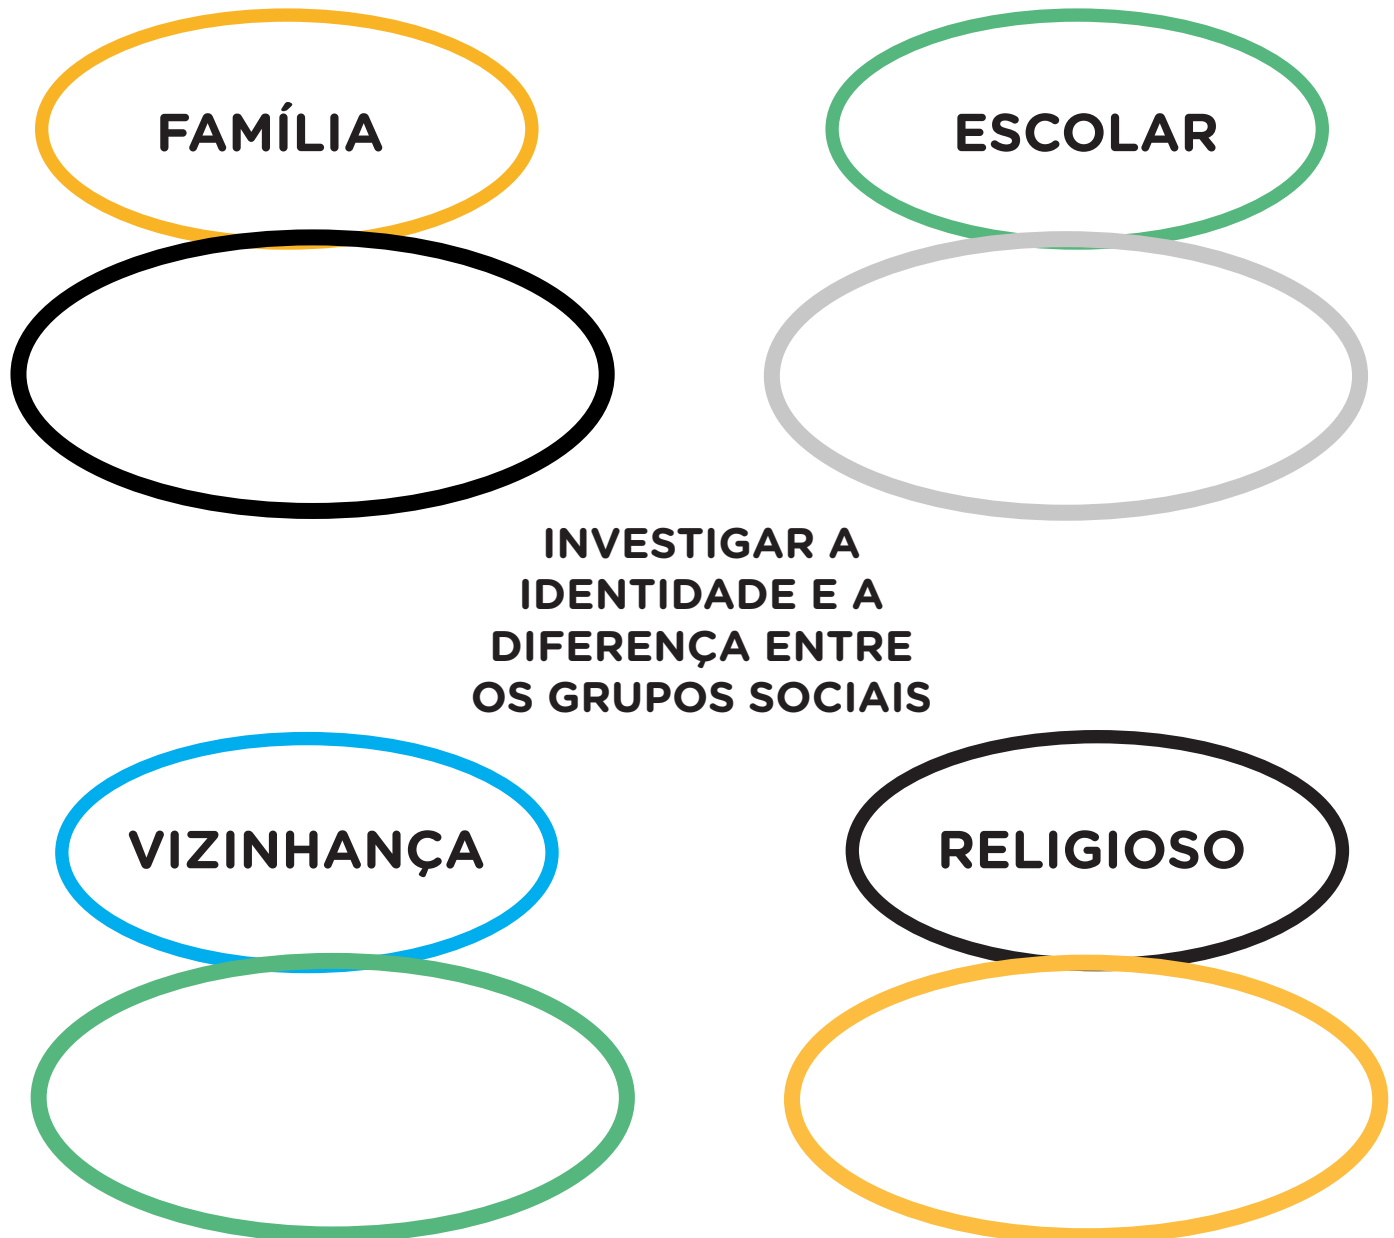 FAMÍLIA
ESCOLAR
INVESTIGAR A
IDENTIDADE E A
DIFERENÇA ENTRE
OS GRUPOS SOCIAIS
VIZINHANÇA
RELIGIOSO